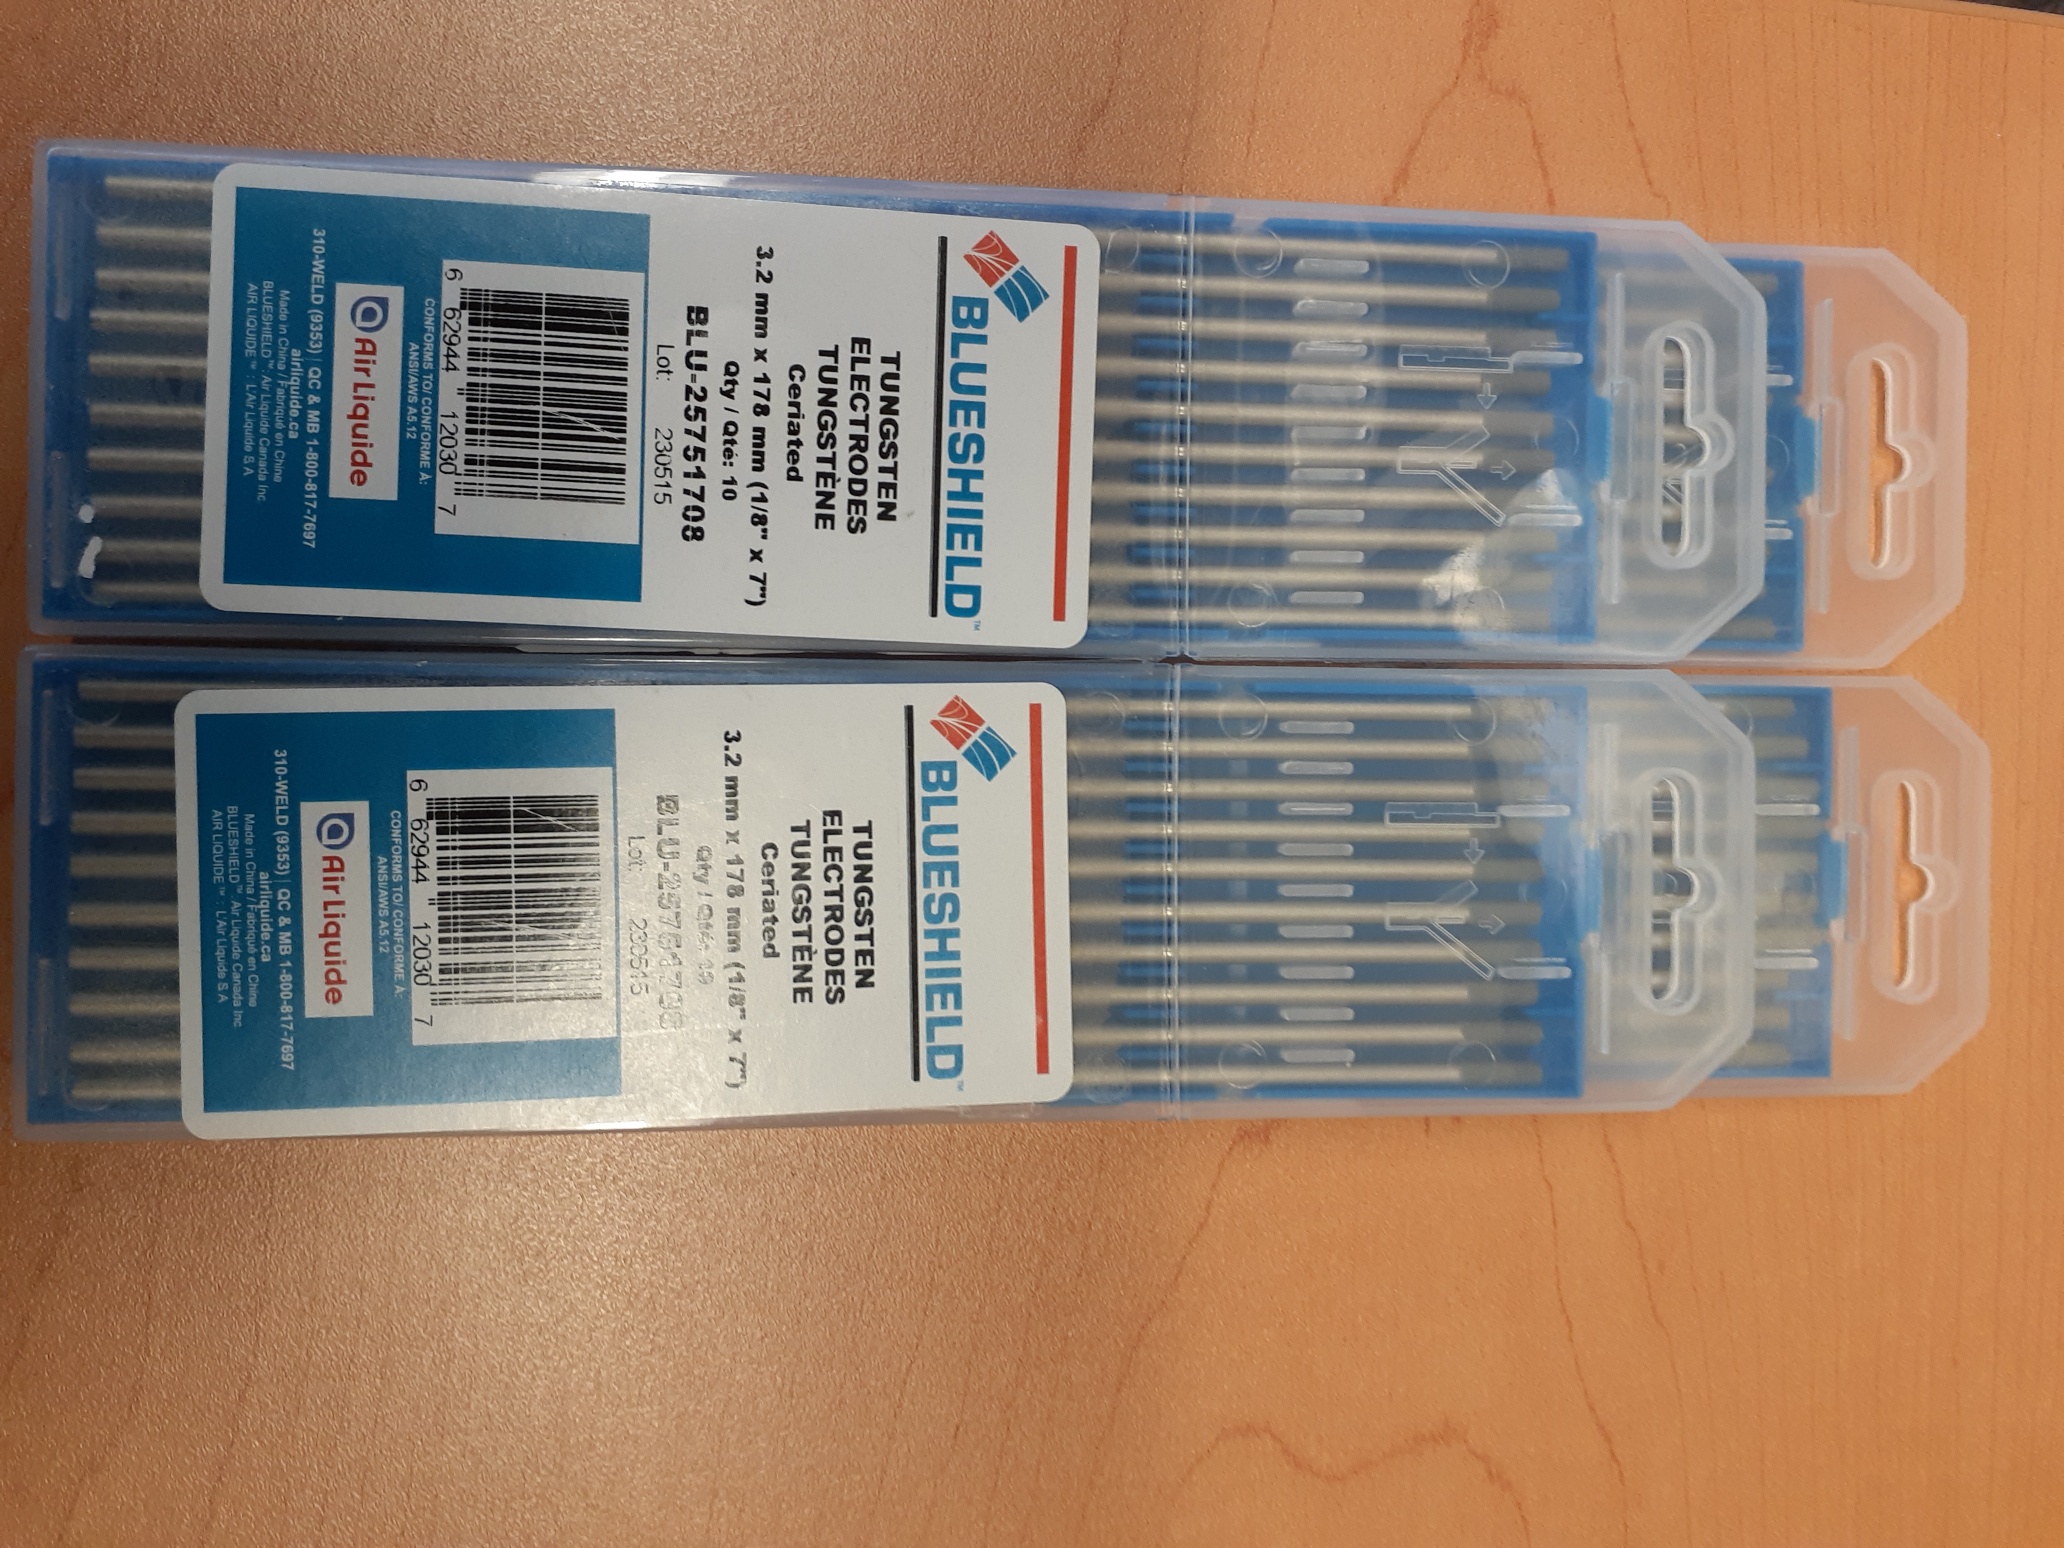 BLUESHIELD™
TUNGSTEN
ELECTRODES
TUNGSTÈNE
Ceriated
3.2 mm x 178 mm (1/8" x 7")
Qty / Qté: 10
BLU-25751708
Lot: 230515
6 62944 12030 7
CONFORMS TO/ CONFORME À:
ANSI/AWS A5.12
Air Liquide
310-WELD (9353) | QC & MB 1-800-817-7697
airliquide.ca
Made in China / Fabriqué en Chine
BLUESHIELD™: Air Liquide Canada Inc.
AIR LIQUIDE™ : L'Air Liquide S.A
BLUESHIELD™
TUNGSTEN
ELECTRODES
TUNGSTÈNE
Ceriated
3.2 mm x 178 mm (1/8" x 7")
Qty / Qté: 10
Lot: 230515
6 62944 12030 7
CONFORMS TO/ CONFORME À:
ANSI/AWS A5.12
Air Liquide
310-WELD (9353) | QC & MB 1-800-817-7697
airliquide.ca
Made in China / Fabriqué en Chine
BLUESHIELD™: Air Liquide Canada Inc.
AIR LIQUIDE™ : L'Air Liquide S.A